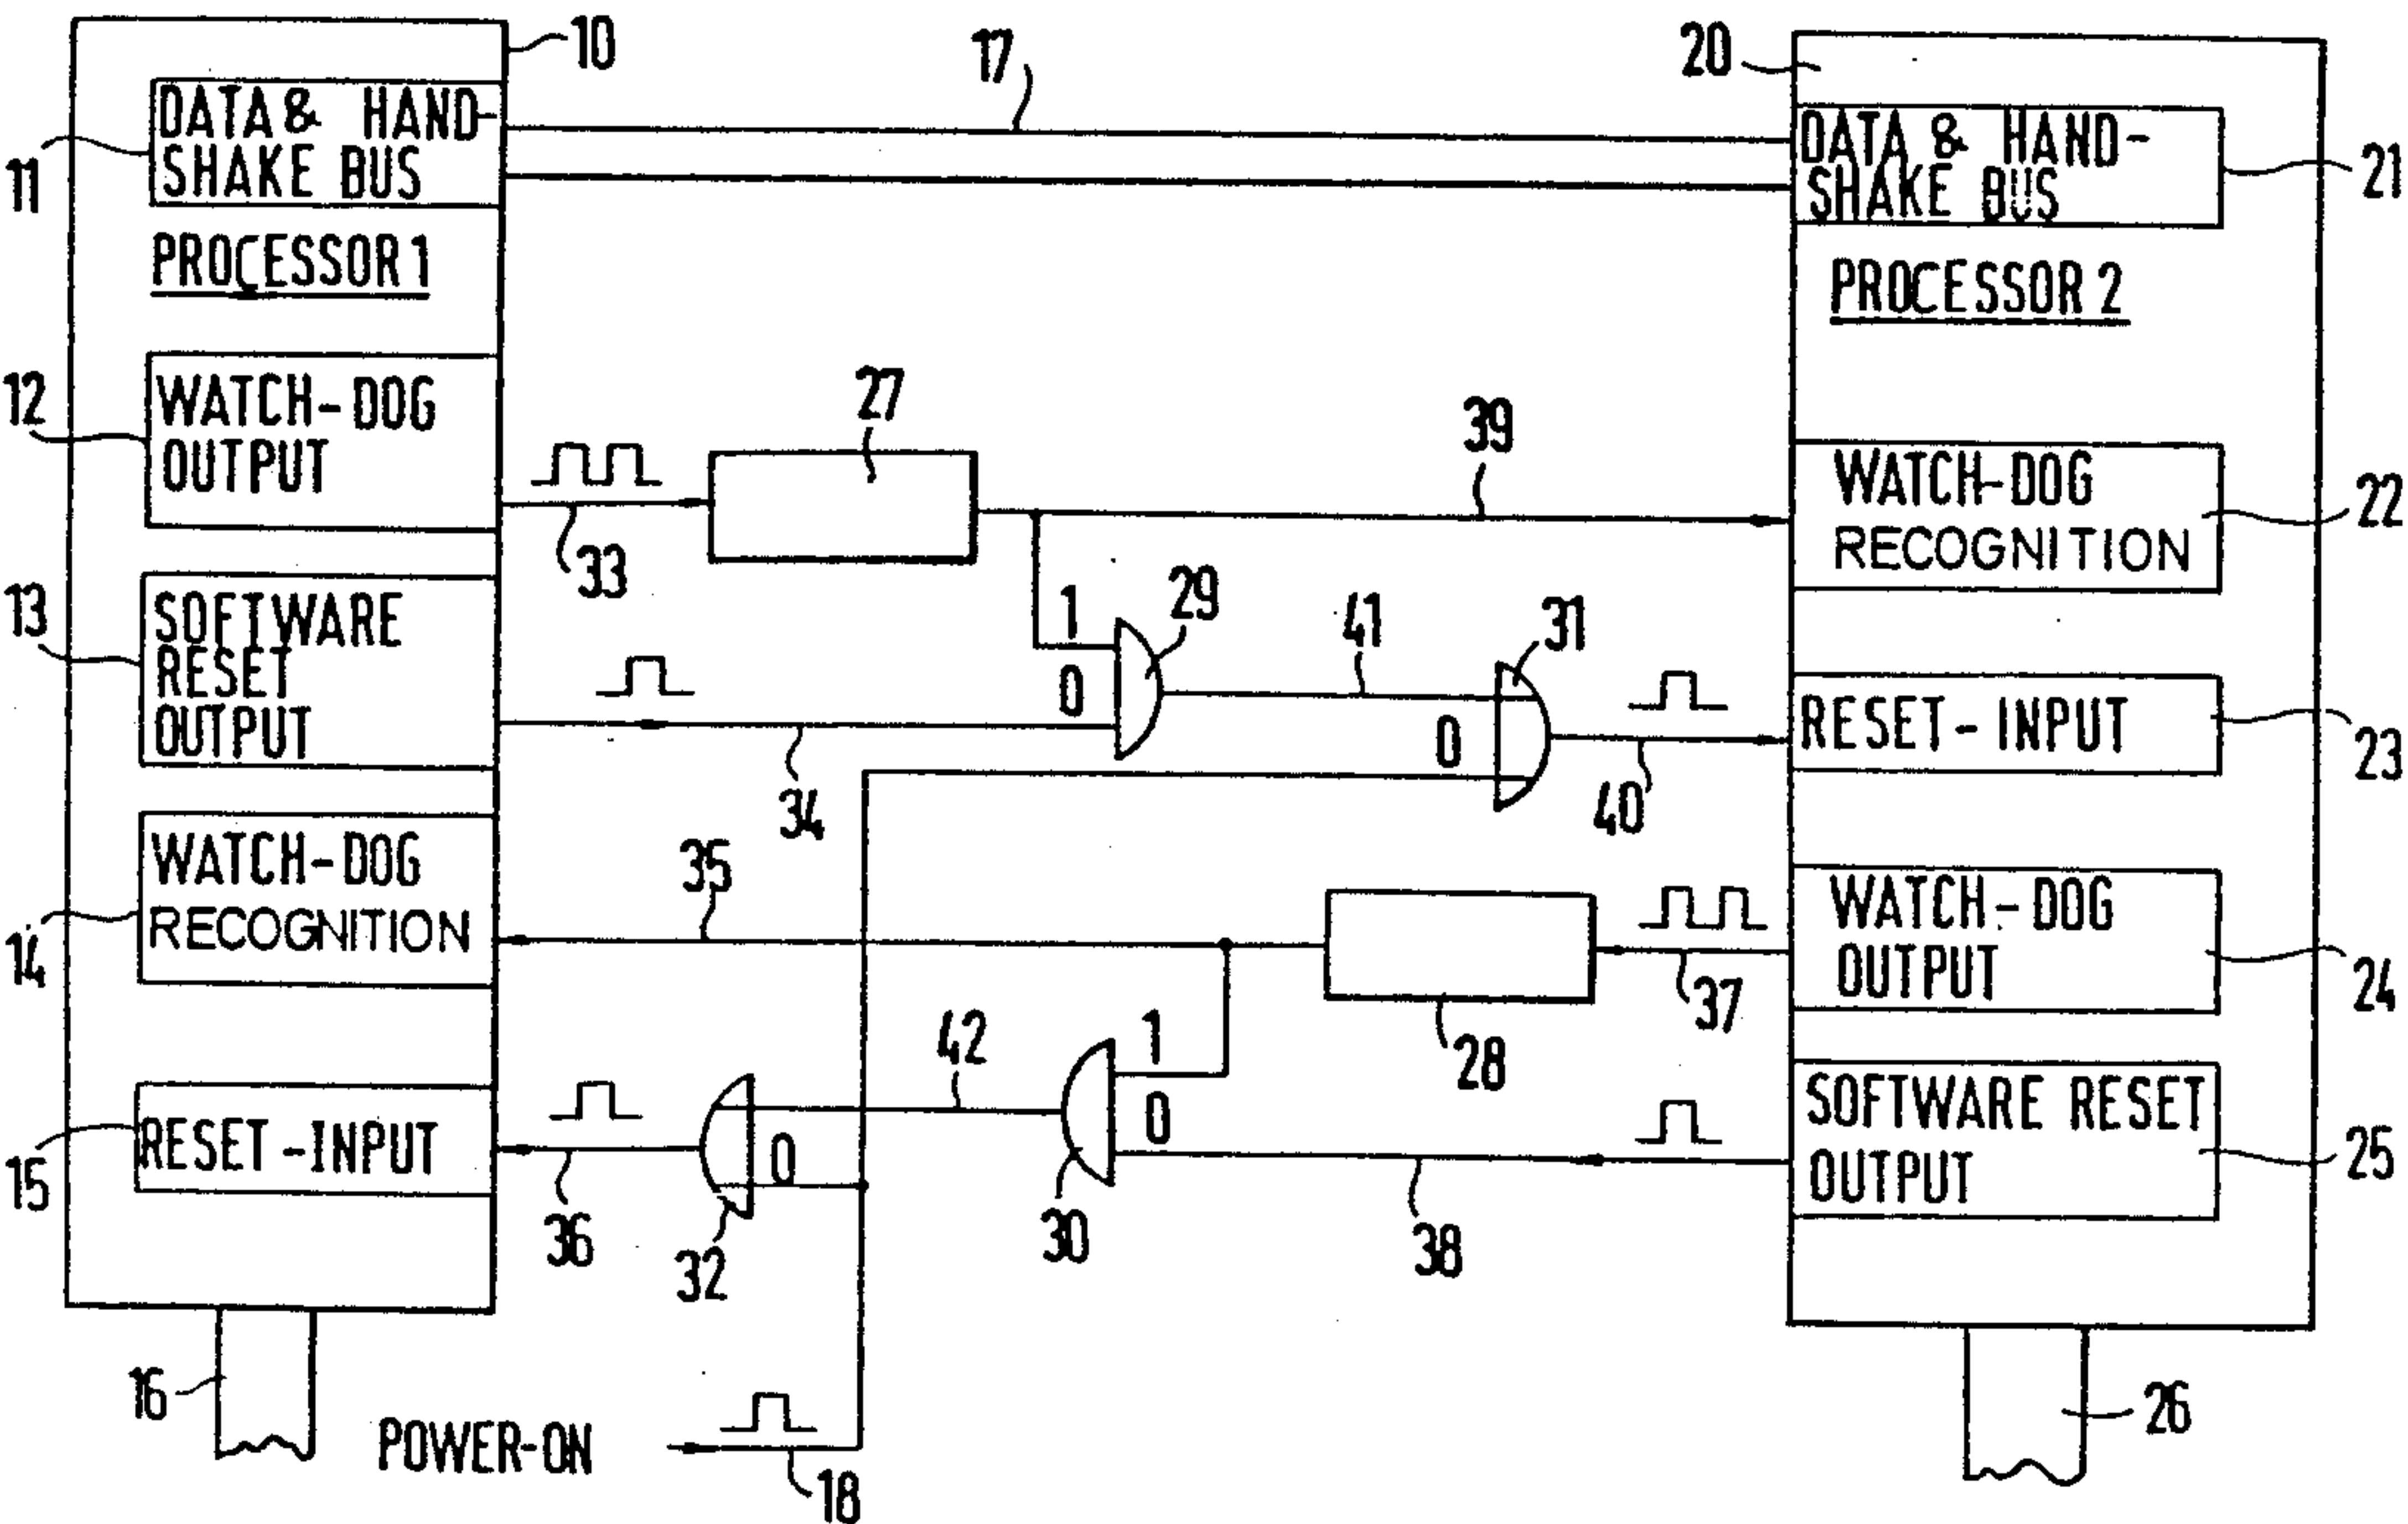 10
DATA & HAND-
SHAKE BUS
11
PROCESSOR 1
12
WATCH-DOG
OUTPUT
13
SOFTWARE
RESET
OUTPUT
14
WATCH-DOG
RECOGNITION
15
RESET-INPUT
16
17
20
DATA & HAND-
SHAKE BUS
21
PROCESSOR 2
WATCH-DOG
RECOGNITION
22
RESET-INPUT
23
WATCH-DOG
OUTPUT
24
SOFTWARE RESET
OUTPUT
25
26
27
33
39
1
0
29
41
31
0
34
40
35
28
37
1
0
42
30
38
36
0
32
POWER-ON
18